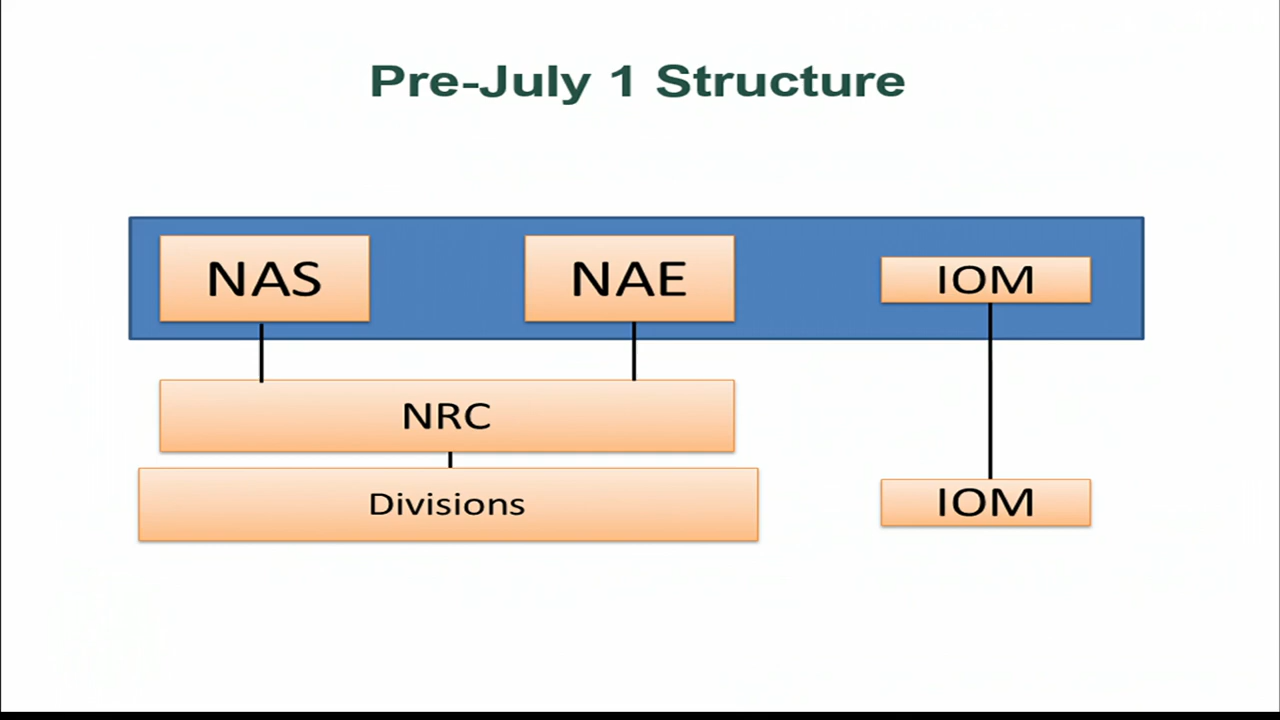 Pre-July 1 Structure
NAS
NAE
IOM
NRC
Divisions
IOM